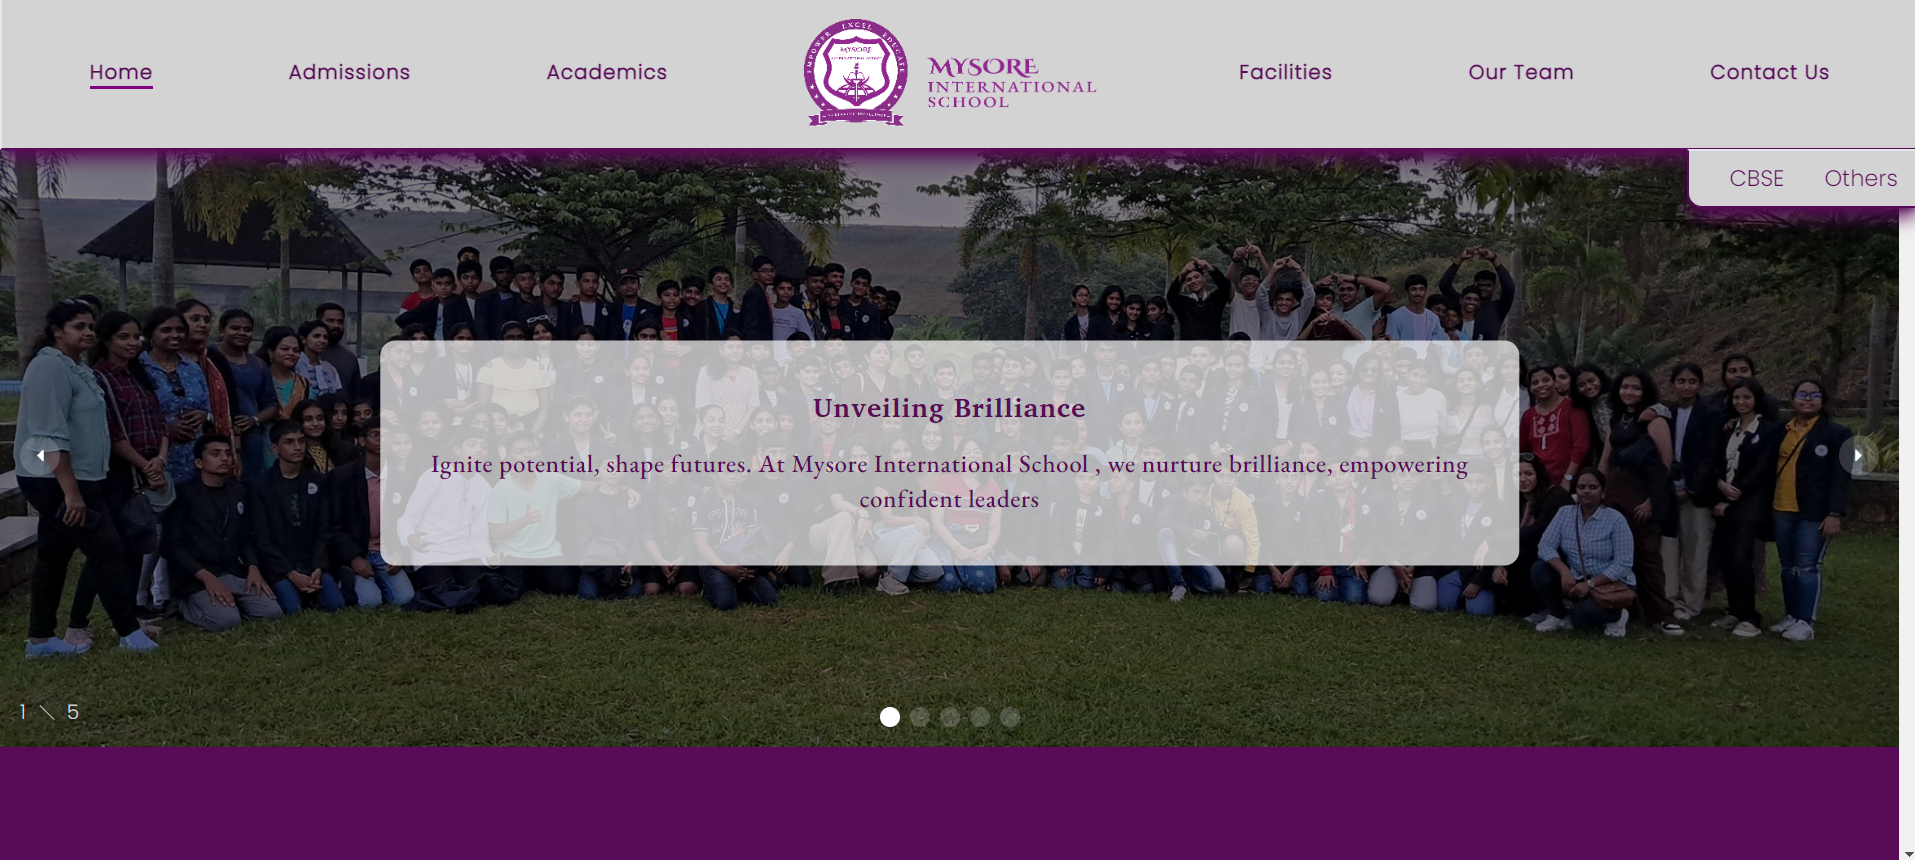 Home
Admissions
Academics
EMPOWER EXCEL EDUCATE
MYSORE
MYSORE
INTERNATIONAL
SCHOOL
Facilities
Our Team
Contact Us
CBSE
Others
Unveiling Brilliance
Ignite potential, shape futures. At Mysore International School , we nurture brilliance, empowering
confident leaders
1 \ 5